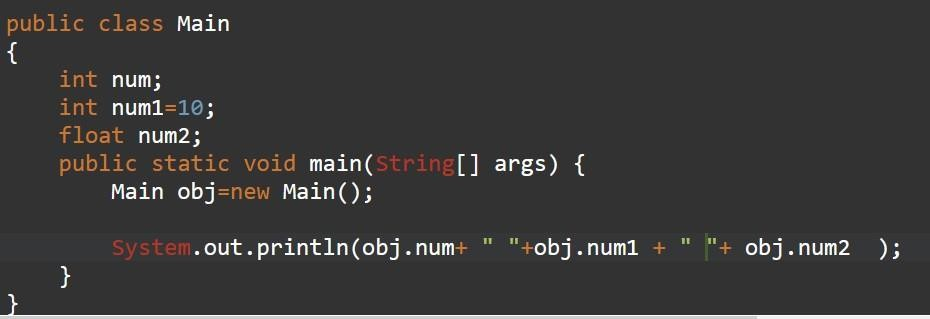 public class Main
{
    int num;
    int num1=10;
    float num2;
    public static void main(String[] args) {
        Main obj=new Main();
        System.out.println(obj.num+ " "+obj.num1 + " "+ obj.num2  );
    }
}